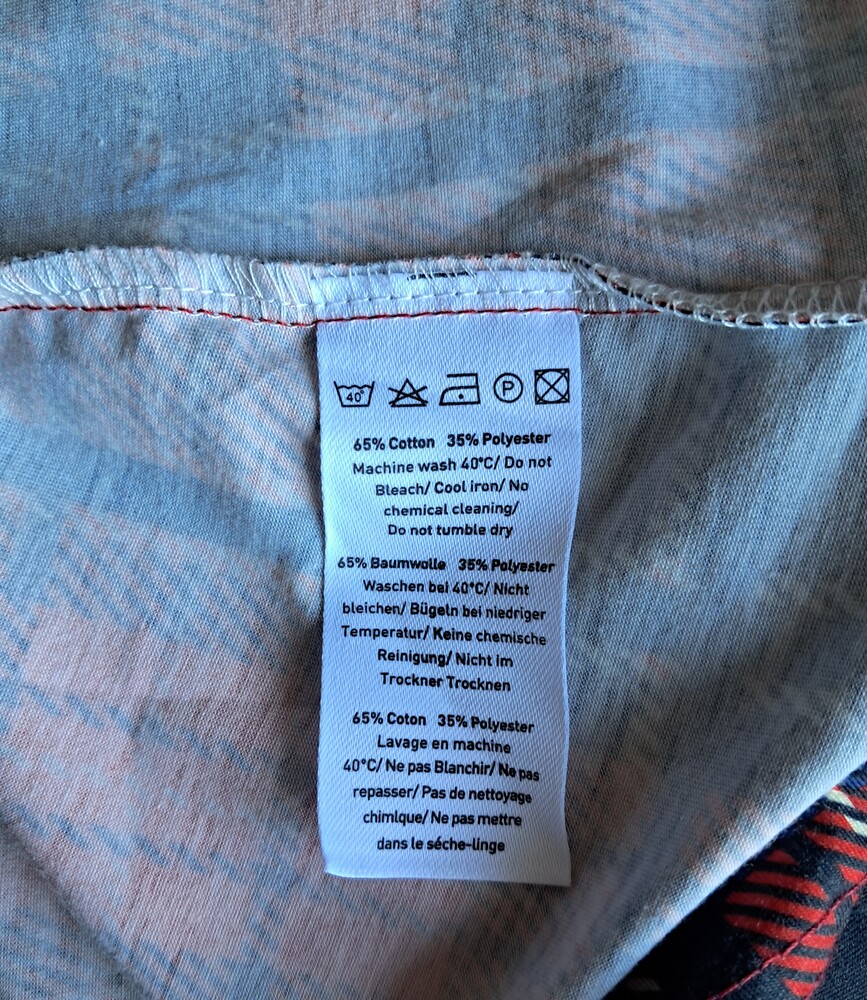 40° P
65% Cotton 35% Polyester
Machine wash 40°C/ Do not
Bleach/ Cool iron/ No
chemical cleaning/
Do not tumble dry
65% Baumwolle 35% Polyester
Waschen bei 40°C/ Nicht
bleichen/ Bügeln bei niedriger
Temperatur/ Keine chemische
Reinigung/ Nicht im
Trockner Trocknen
65% Coton 35% Polyester
Lavage en machine
40°C/ Ne pas Blanchir/ Ne pas
repasser/ Pas de nettoyage
chimique/ Ne pas mettre
dans le séche-linge